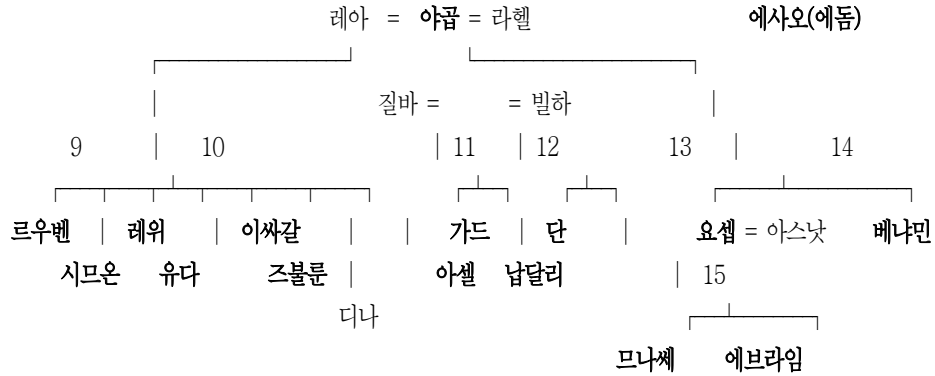 레아 = 야곱 = 라헬 에사오(에돔)
질바 = = 빌하
9 10 11 12 13 14
르우벤 레위 이싸갈 가드 단 요셉 = 아스낫 베냐민
시므온 유다 즈불룬 아셀 납달리 15
디나
므나쎄 에브라임